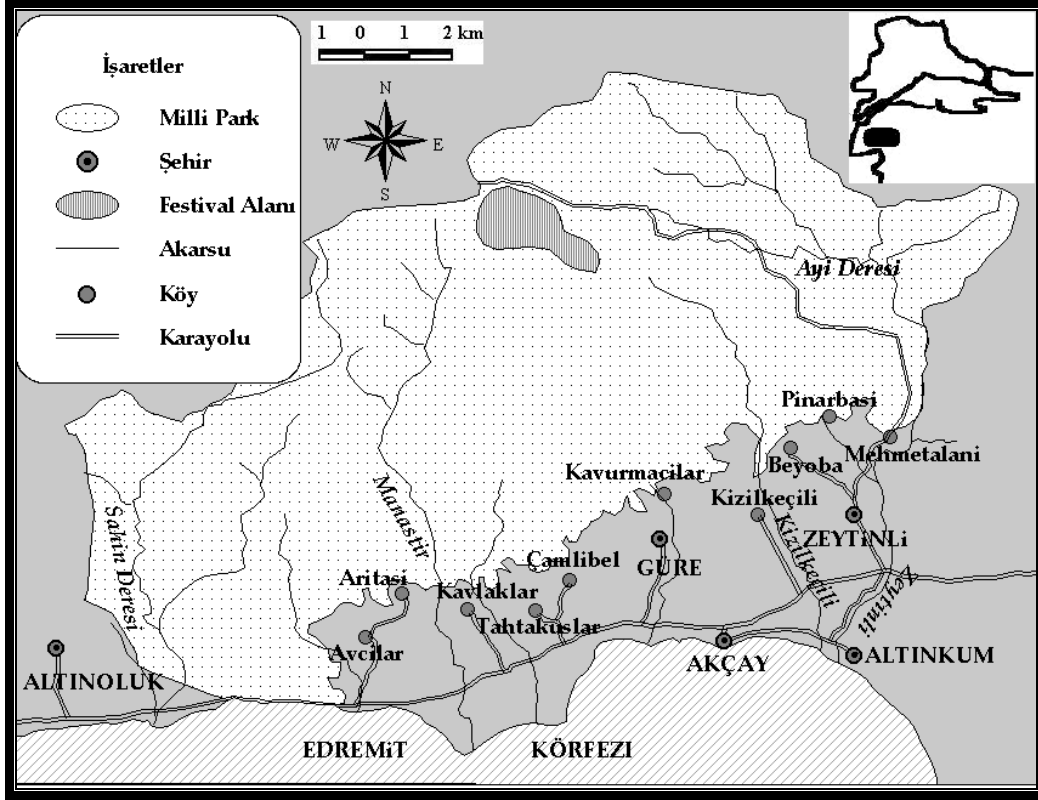 İşaretler
Milli Park
Şehir
Festival Alanı
Akarsu
Köy
Karayolu
1 0 1 2 km
N
W E
S
Ayi Deresi
Pinarbasi
Mehmetalani
Beyoba
Kavurmacilar
Kizilkeçili
Manastir
Şahin Deresi
ZEYTiNLi
Kizilkeçili
GÜRE
Çamlibel
Aritasi
Kavlaklar
Zeytinli
Tahtakuslar
Avcilar
ALTINOLUK
AKÇAY
ALTINKUM
EDREMiT KÖRFEZI